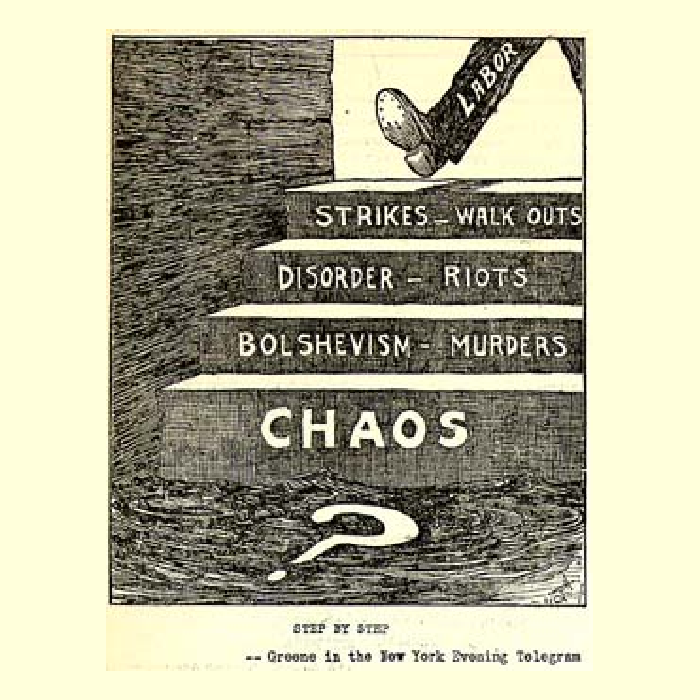 LABOR
STRIKES - WALK OUTS
DISORDER - RIOTS
BOLSHEVISM - MURDERS
CHAOS
?
STEP BY STEP
-- Greene in the New York Evening Telegram